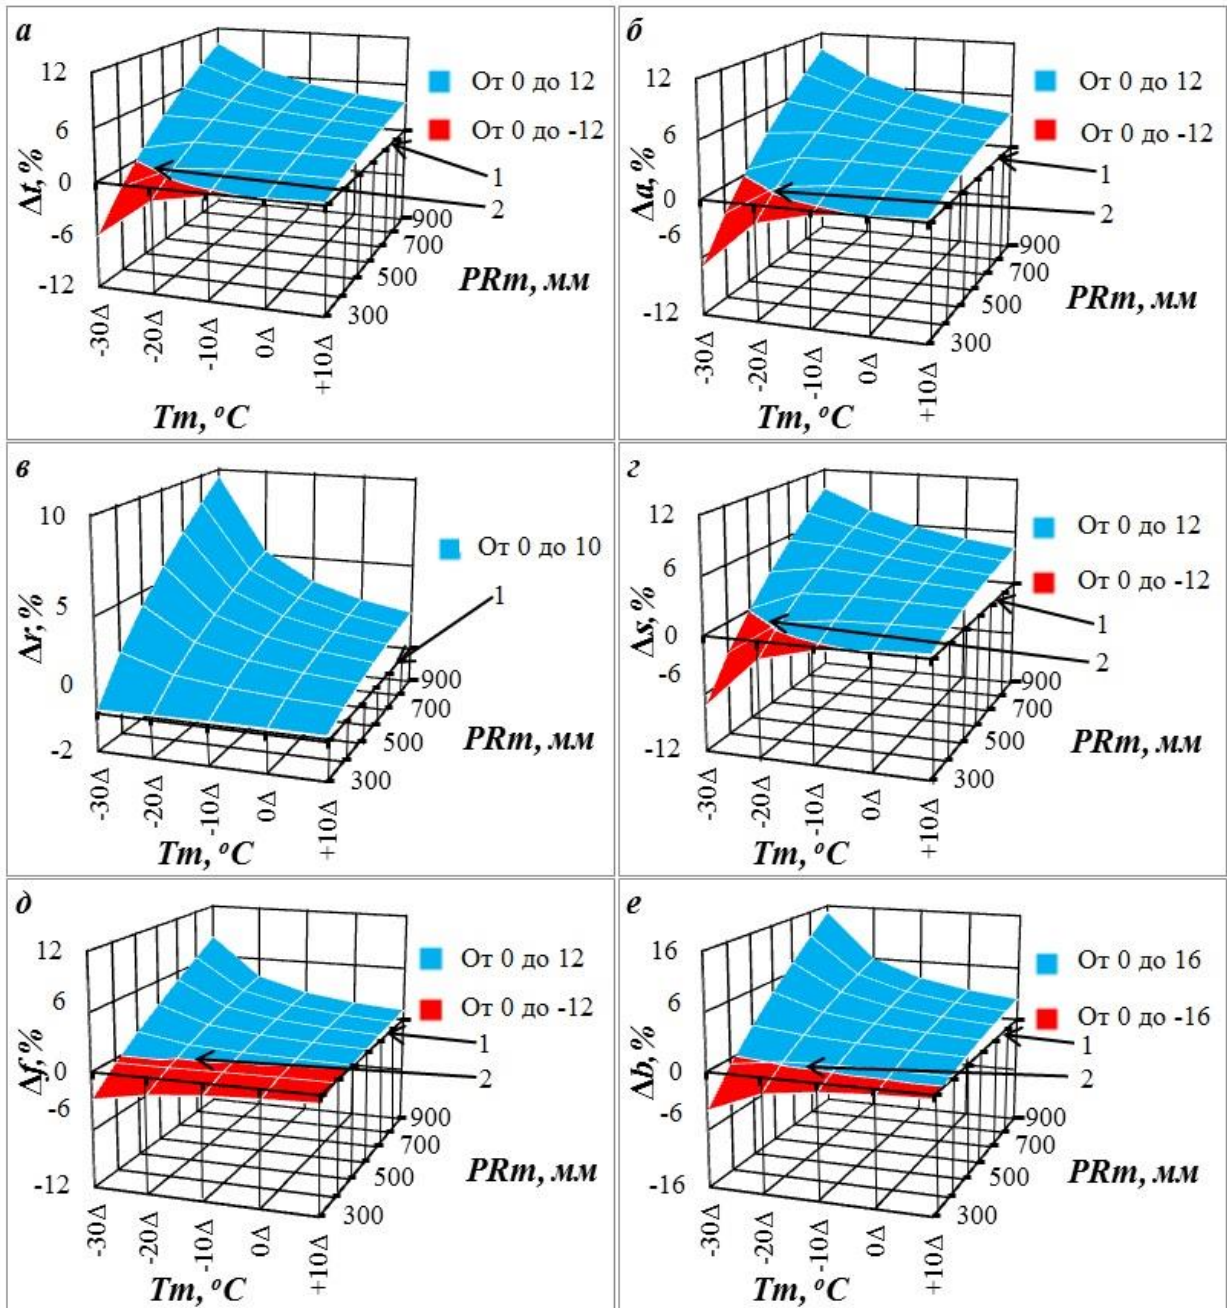 а
12
6
0
-6
-12
Δt,%
От 0 до 12
От 0 до -12
1
2
900
700
500
300
PRm, мм
-30Δ
-20Δ
-10Δ
0Δ
+10Δ
Tm, °C
б
12
6
0
-6
-12
Δa,%
От 0 до 12
От 0 до -12
1
2
900
700
500
300
PRm, мм
-30Δ
-20Δ
-10Δ
0Δ
+10Δ
Tm, °C
в
10
5
0
-2
Δr,%
От 0 до 10
1
900
700
500
300
PRm, мм
-30Δ
-20Δ
-10Δ
0Δ
+10Δ
Tm, °C
г
12
6
0
-6
-12
Δs,%
От 0 до 12
От 0 до -12
1
2
900
700
500
300
PRm, мм
-30Δ
-20Δ
-10Δ
0Δ
+10Δ
Tm, °C
д
12
6
0
-6
-12
Δf,%
От 0 до 12
От 0 до -12
1
2
900
700
500
300
PRm, мм
-30Δ
-20Δ
-10Δ
0Δ
+10Δ
Tm, °C
е
16
6
0
-6
-16
Δb,%
От 0 до 16
От 0 до -16
1
2
900
700
500
300
PRm, мм
-30Δ
-20Δ
-10Δ
0Δ
+10Δ
Tm, °C